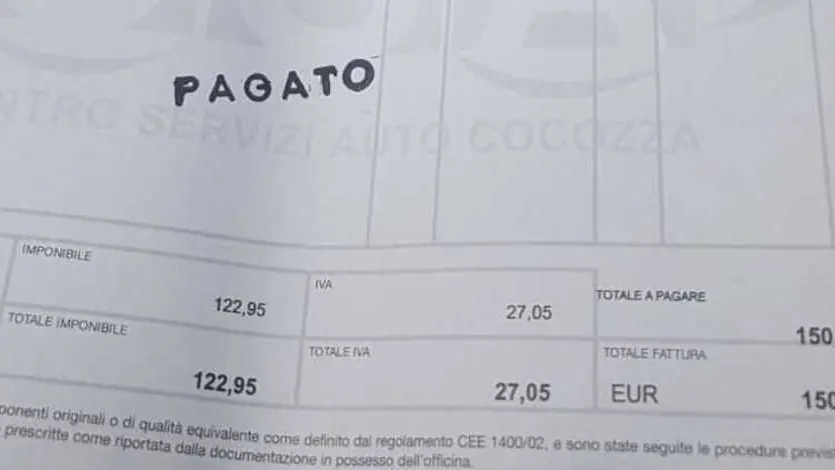 PAGATO
CENTRO SERVIZI AUTO COCOZZA
IMPONIBILE
122,95
IVA
27,05
TOTALE A PAGARE
150
TOTALE IMPONIBILE
122,95
TOTALE IVA
27,05
TOTALE FATTURA
EUR 150
originali o di qualità equivalente come definito dal regolamento CEE 1400/02, e sono state seguite le procedure
prescritte come riportata dalla documentazione in possesso dell'officina.